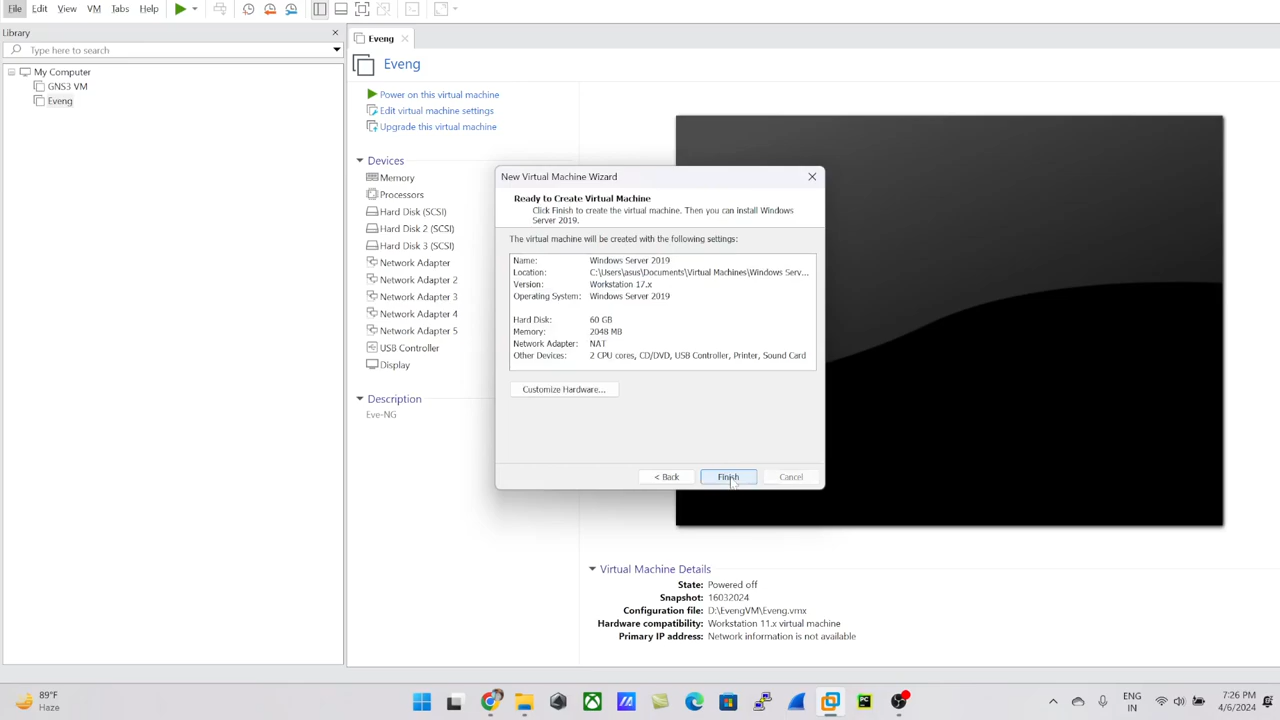 File Edit View VM Tabs Help
Library
Eveng
Type here to search
Eveng
My Computer
GNS3 VM
Eveng
Power on this virtual machine
Edit virtual machine settings
Upgrade this virtual machine
Devices
Memory
Processors
Hard Disk (SCSI)
Hard Disk 2 (SCSI)
Hard Disk 3 (SCSI)
Network Adapter
Network Adapter 2
Network Adapter 3
Network Adapter 4
Network Adapter 5
USB Controller
Display
Description
Eve-NG
New Virtual Machine Wizard
Ready to Create Virtual Machine
Click Finish to create the virtual machine. Then you can install Windows
Server 2019.
The virtual machine will be created with the following settings:
Name: Windows Server 2019
Location: C:\Users\asus\Documents\Virtual Machines\Windows Serv...
Version: Workstation 17.x
Operating System: Windows Server 2019
Hard Disk: 60 GB
Memory: 2048 MB
Network Adapter: NAT
Other Devices: 2 CPU cores, CD/DVD, USB Controller, Printer, Sound Card
Customize Hardware...
< Back Finish Cancel
Virtual Machine Details
State: Powered off
Snapshot: 16032024
Configuration file: D:\EvengVM\Eveng.vmx
Hardware compatibility: Workstation 11.x virtual machine
Primary IP address: Network information is not available
89°F
Haze
ENG
IN
7:26 PM
4/6/2024